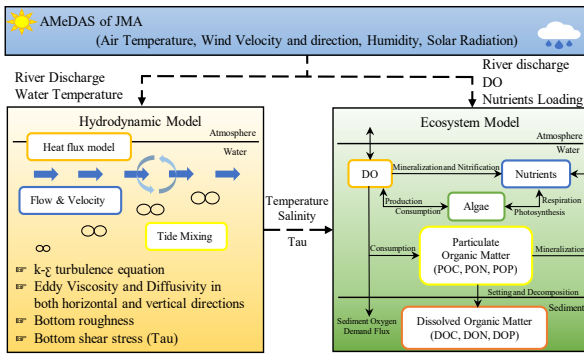 AMeDAS of JMA
(Air Temperature, Wind Velocity and direction, Humidity, Solar Radiation)
River Discharge
Water Temperature
River discharge
DO
Nutrients Loading
Hydrodynamic Model
Atmosphere
Water
Heat flux model
Flow & Velocity
Tide Mixing
☞ k-ξ turbulence equation
☞ Eddy Viscosity and Diffusivity in
both horizontal and vertical directions
☞ Bottom roughness
☞ Bottom shear stress (Tau)
Temperature
Salinity
Tau
Ecosystem Model
Atmosphere
Water
DO
Mineralization and Nitrification
Nutrients
Production
Consumption
Algae
Respiration
Photosynthesis
Consumption
Particulate
Organic Matter
(POC, PON, POP)
Mineralization
Setting and Decomposition
Sediment
Sediment Oxygen
Demand Flux
Dissolved Organic Matter
(DOC, DON, DOP)